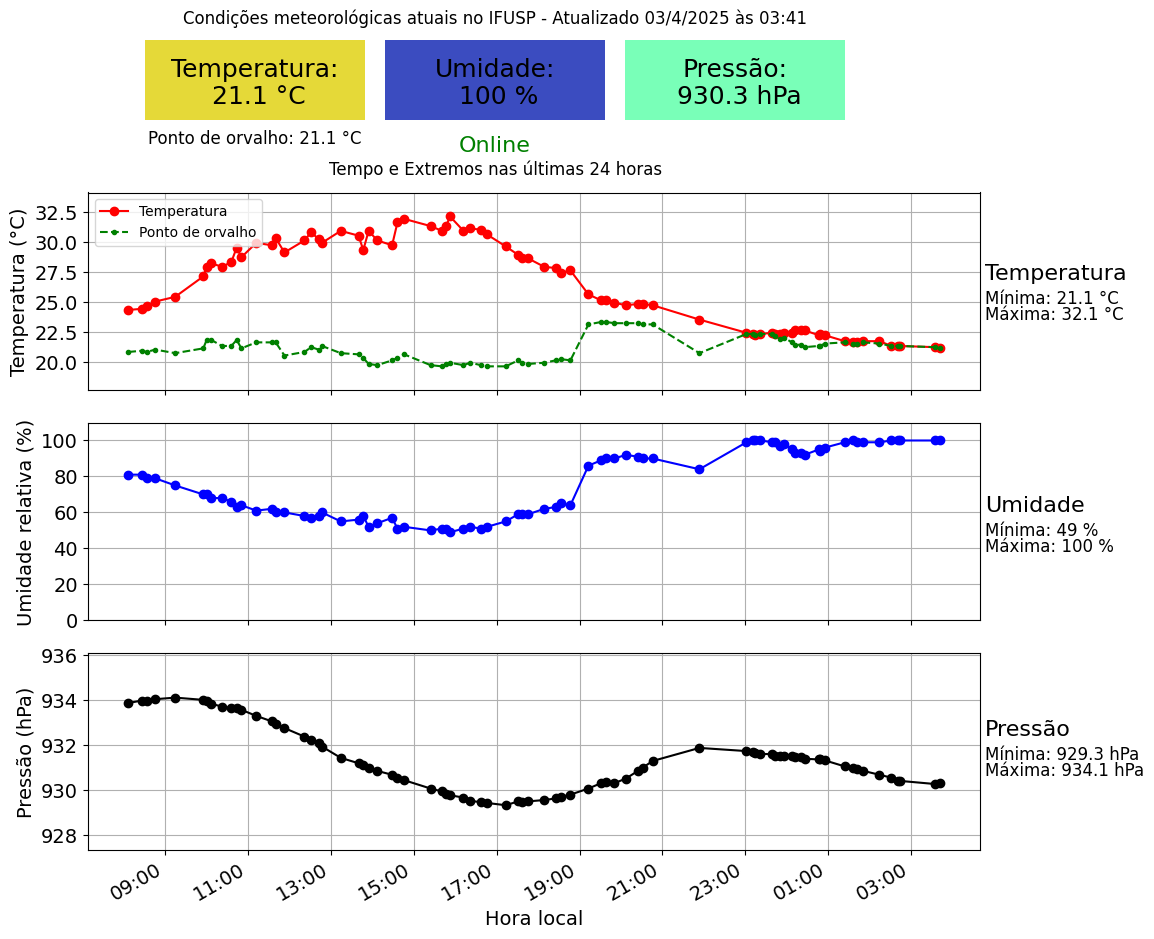 Condições meteorológicas atuais no IFUSP - Atualizado 03/4/2025 às 03:41
Temperatura:
21.1 °C
Umidade:
100 %
Pressão:
930.3 hPa
Ponto de orvalho: 21.1 °C
Online
Tempo e Extremos nas últimas 24 horas
Temperatura (°C)
32.5
30.0
27.5
25.0
22.5
20.0
Temperatura
Ponto de orvalho
Temperatura
Mínima: 21.1 °C
Máxima: 32.1 °C
Umidade relativa (%)
100
80
60
40
20
0
Umidade
Mínima: 49 %
Máxima: 100 %
Pressão (hPa)
936
934
932
930
928
Pressão
Mínima: 929.3 hPa
Máxima: 934.1 hPa
09:00
11:00
13:00
15:00
17:00
19:00
21:00
23:00
01:00
03:00
Hora local